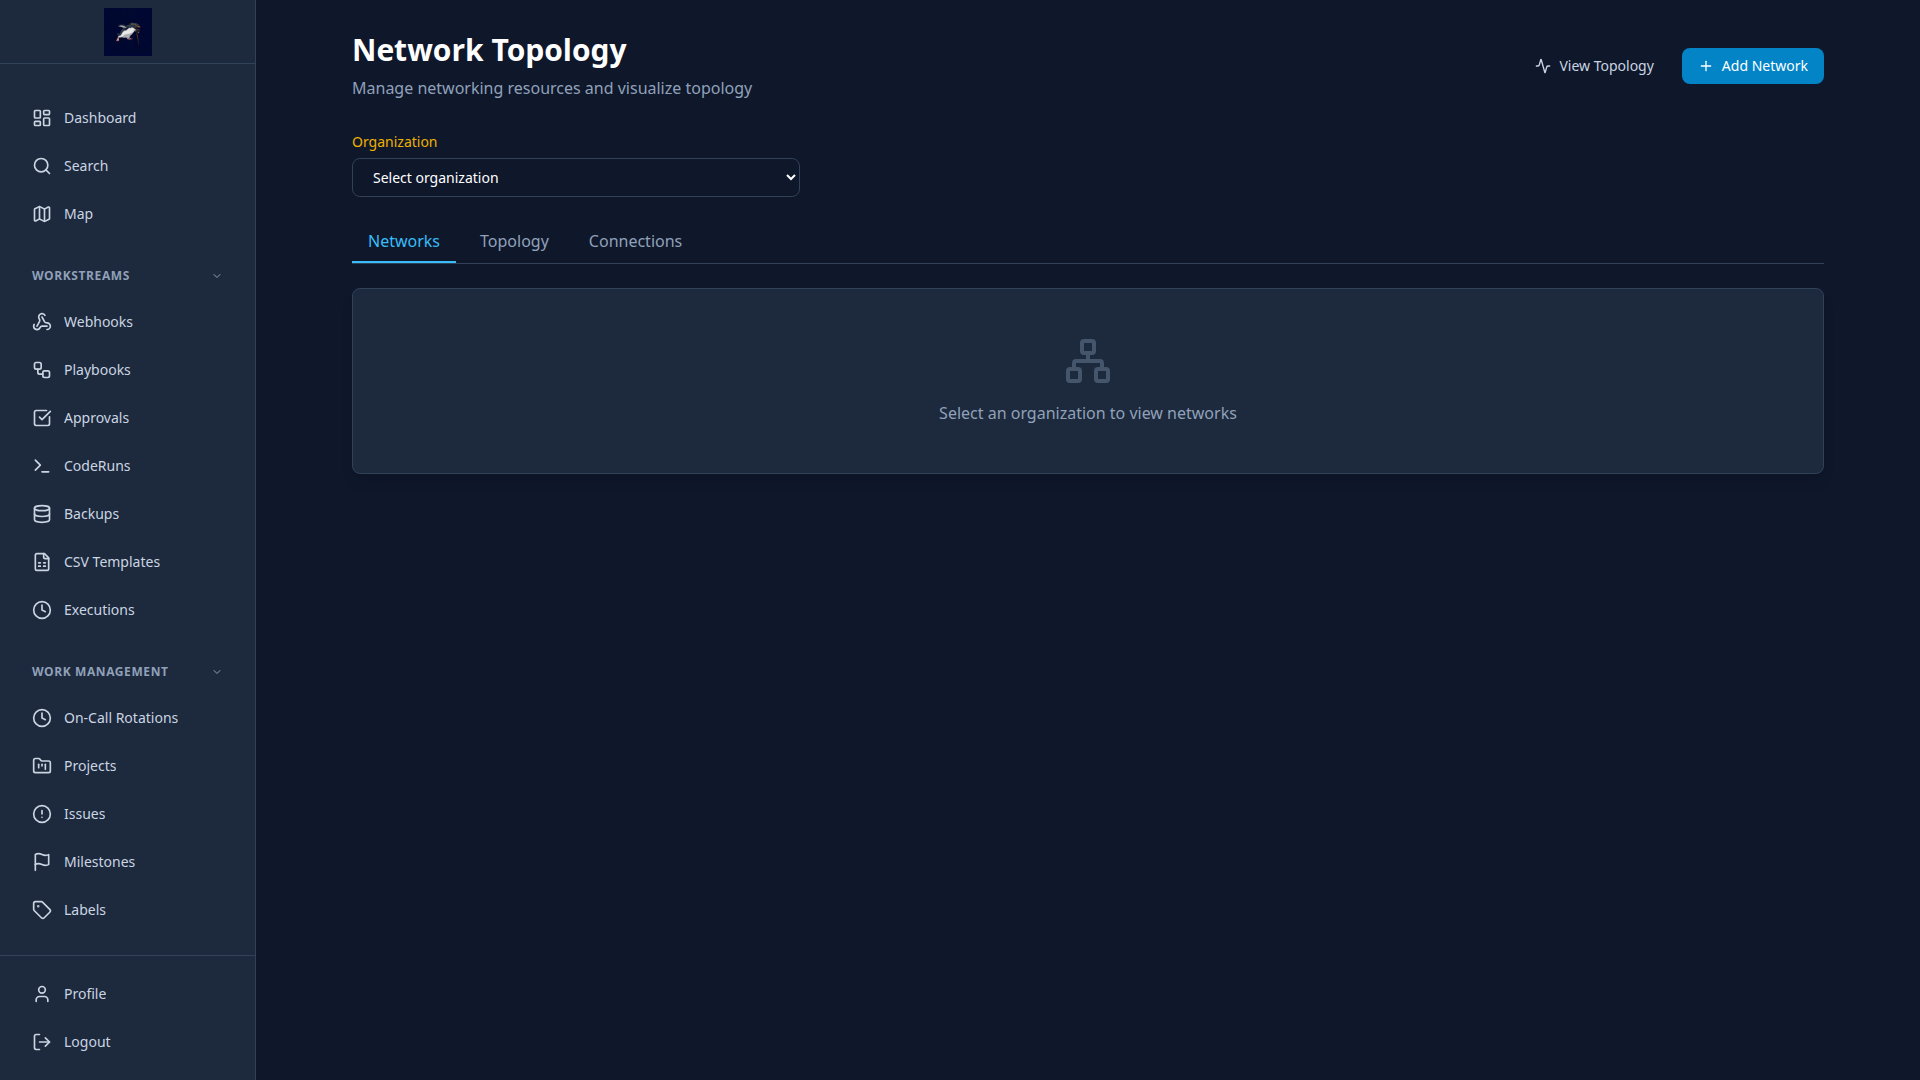 Dashboard
Search
Map
WORKSTREAMS
Webhooks
Playbooks
Approvals
CodeRuns
Backups
CSV Templates
Executions
WORK MANAGEMENT
On-Call Rotations
Projects
Issues
Milestones
Labels
Profile
Logout
Network Topology
Manage networking resources and visualize topology
View Topology
Add Network
Organization
Select organization
Networks
Topology
Connections
Select an organization to view networks